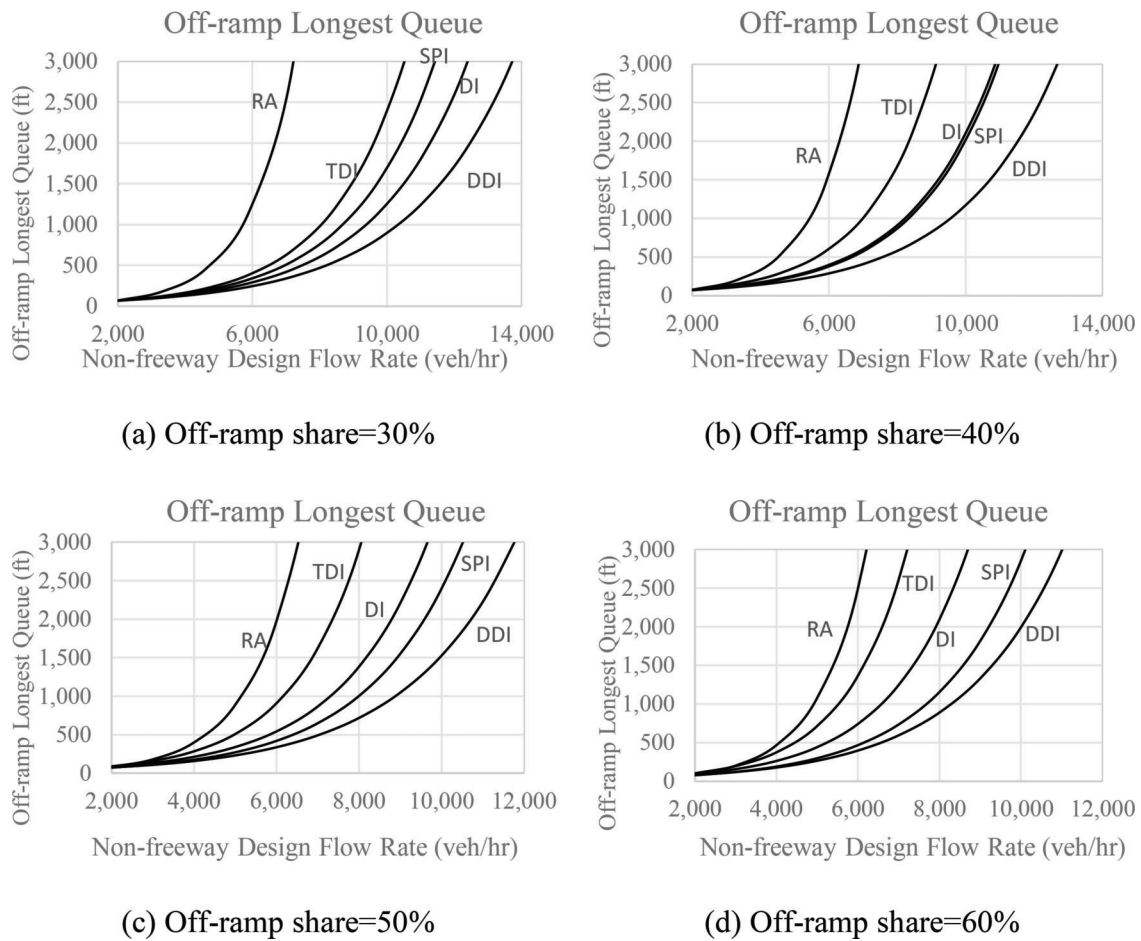 Off-ramp Longest Queue
Off-ramp Longest Queue (ft)
3,000
2,500
2,000
1,500
1,000
500
0
RA
TDI
SPI
DI
DDI
2,000 6,000 10,000 14,000
Non-freeway Design Flow Rate (veh/hr)
(a) Off-ramp share=30%
Off-ramp Longest Queue
Off-ramp Longest Queue (ft)
3,000
2,500
2,000
1,500
1,000
500
0
RA
TDI
DI
SPI
DDI
2,000 6,000 10,000 14,000
Non-freeway Design Flow Rate (veh/hr)
(b) Off-ramp share=40%
Off-ramp Longest Queue
Off-ramp Longest Queue (ft)
3,000
2,500
2,000
1,500
1,000
500
0
RA
TDI
DI
SPI
DDI
2,000 4,000 6,000 8,000 10,000 12,000
Non-freeway Design Flow Rate (veh/hr)
(c) Off-ramp share=50%
Off-ramp Longest Queue
Off-ramp Longest Queue (ft)
3,000
2,500
2,000
1,500
1,000
500
0
RA
TDI
DI
SPI
DDI
2,000 4,000 6,000 8,000 10,000 12,000
Non-freeway Design Flow Rate (veh/hr)
(d) Off-ramp share=60%